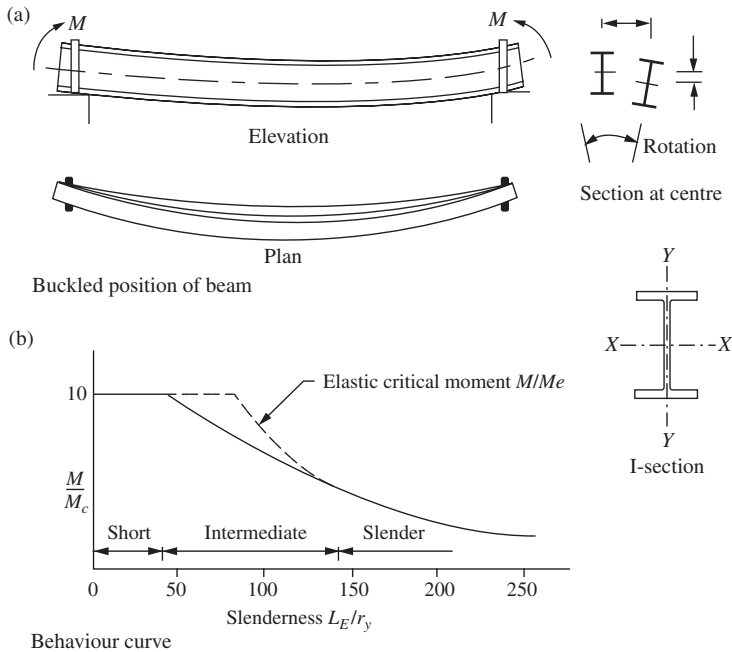 (a)
M
M
Elevation
Rotation
Section at centre
Plan
Buckled position of beam
Y
X
X
Y
I-section
(b)
10
Elastic critical moment M/Me
M
M_c
Short
Intermediate
Slender
0
50
100
150
200
250
Slenderness L_E/r_y
Behaviour curve